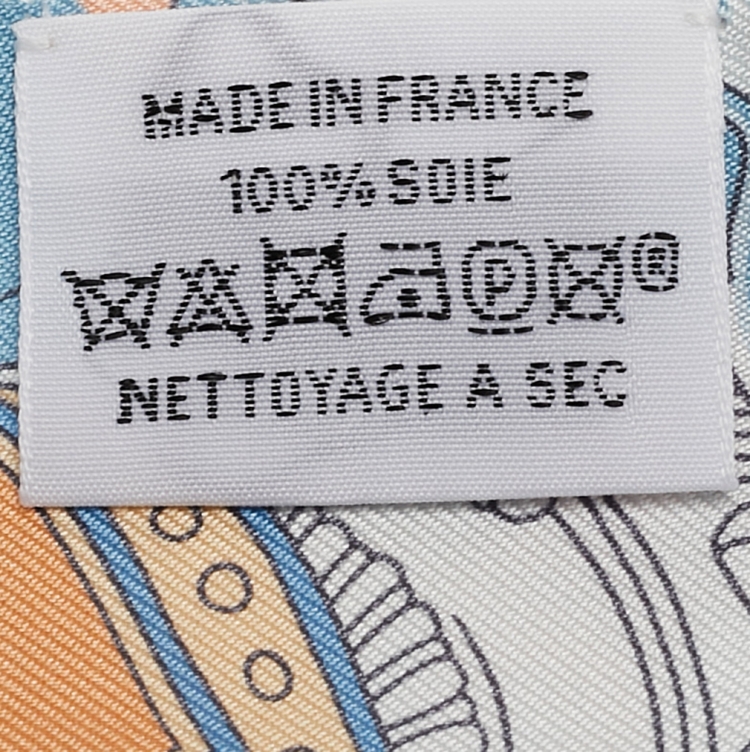 MADE IN FRANCE
100% SOIE
P ®
NETTOYAGE A SEC